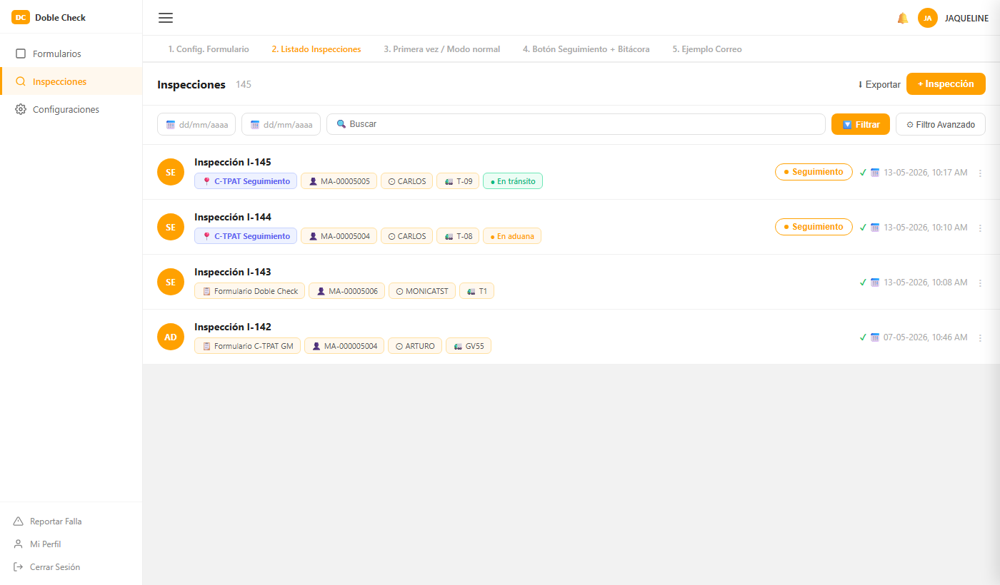 DC Doble Check
JA JAQUELINE
Formularios
Inspecciones
Configuraciones
1. Config. Formulario 2. Listado Inspecciones 3. Primera vez / Modo normal 4. Botón Seguimiento + Bitácora 5. Ejemplo Correo
Inspecciones 145
Exportar + Inspección
dd/mm/aaaa dd/mm/aaaa Buscar Filtrar Filtro Avanzado
SE Inspección I-145
C-TPAT Seguimiento MA-00005005 CARLOS T-09 En tránsito
Seguimiento 13-05-2026, 10:17 AM
SE Inspección I-144
C-TPAT Seguimiento MA-00005004 CARLOS T-08 En aduana
Seguimiento 13-05-2026, 10:10 AM
SE Inspección I-143
Formulario Doble Check MA-00005006 MONICATST T1
13-05-2026, 10:08 AM
AD Inspección I-142
Formulario C-TPAT GM MA-000005004 ARTURO GV55
07-05-2026, 10:46 AM
Reportar Falla
Mi Perfil
Cerrar Sesión